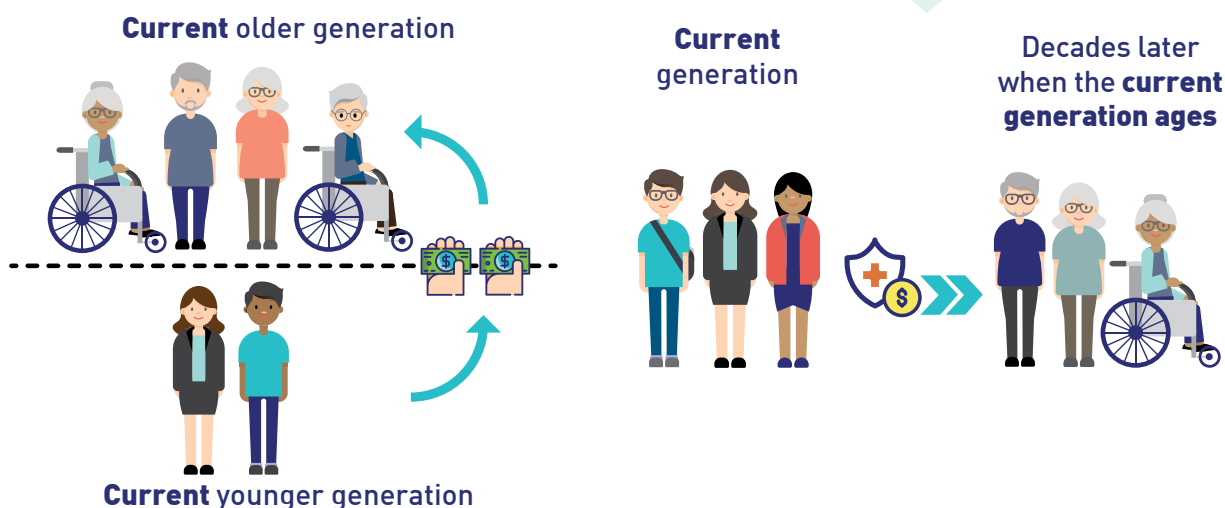 Current older generation
Current younger generation
Current
generation
Decades later
when the current
generation ages
$
$
$